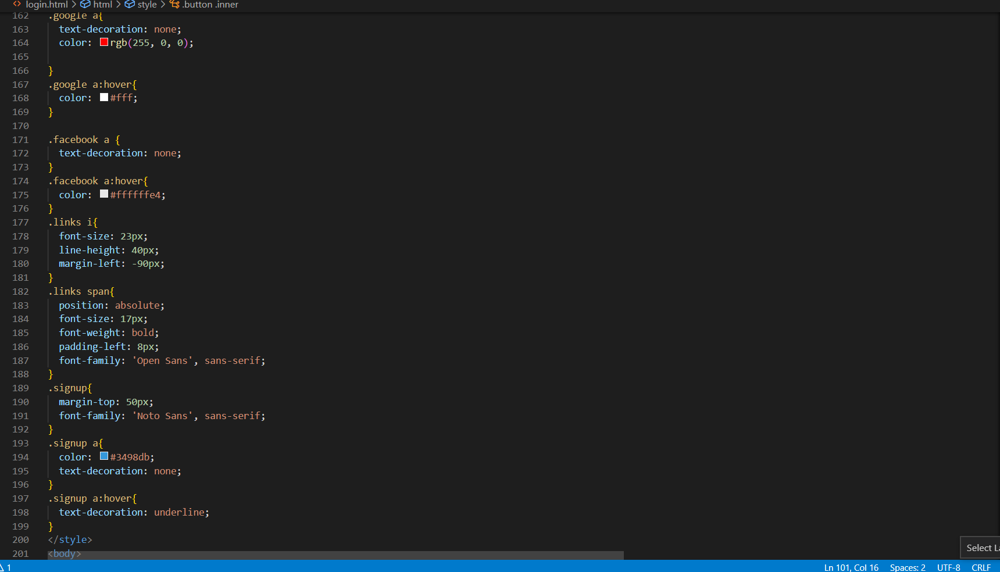 login.html > html > style > .button .inner
162 .google a{
163 text-decoration: none;
164 color: rgb(255, 0, 0);
165
166 }
167 .google a:hover{
168 color: #fff;
169 }
170
171 .facebook a {
172 text-decoration: none;
173 }
174 .facebook a:hover{
175 color: #ffffffe4;
176 }
177 .links i{
178 font-size: 23px;
179 line-height: 40px;
180 margin-left: -90px;
181 }
182 .links span{
183 position: absolute;
184 font-size: 17px;
185 font-weight: bold;
186 padding-left: 8px;
187 font-family: 'Open Sans', sans-serif;
188 }
189 .signup{
190 margin-top: 50px;
191 font-family: 'Noto Sans', sans-serif;
192 }
193 .signup a{
194 color: #3498db;
195 text-decoration: none;
196 }
197 .signup a:hover{
198 text-decoration: underline;
199 }
200 </style>
201 <body>
Select La
1 Ln 101, Col 16 Spaces: 2 UTF-8 CRLF